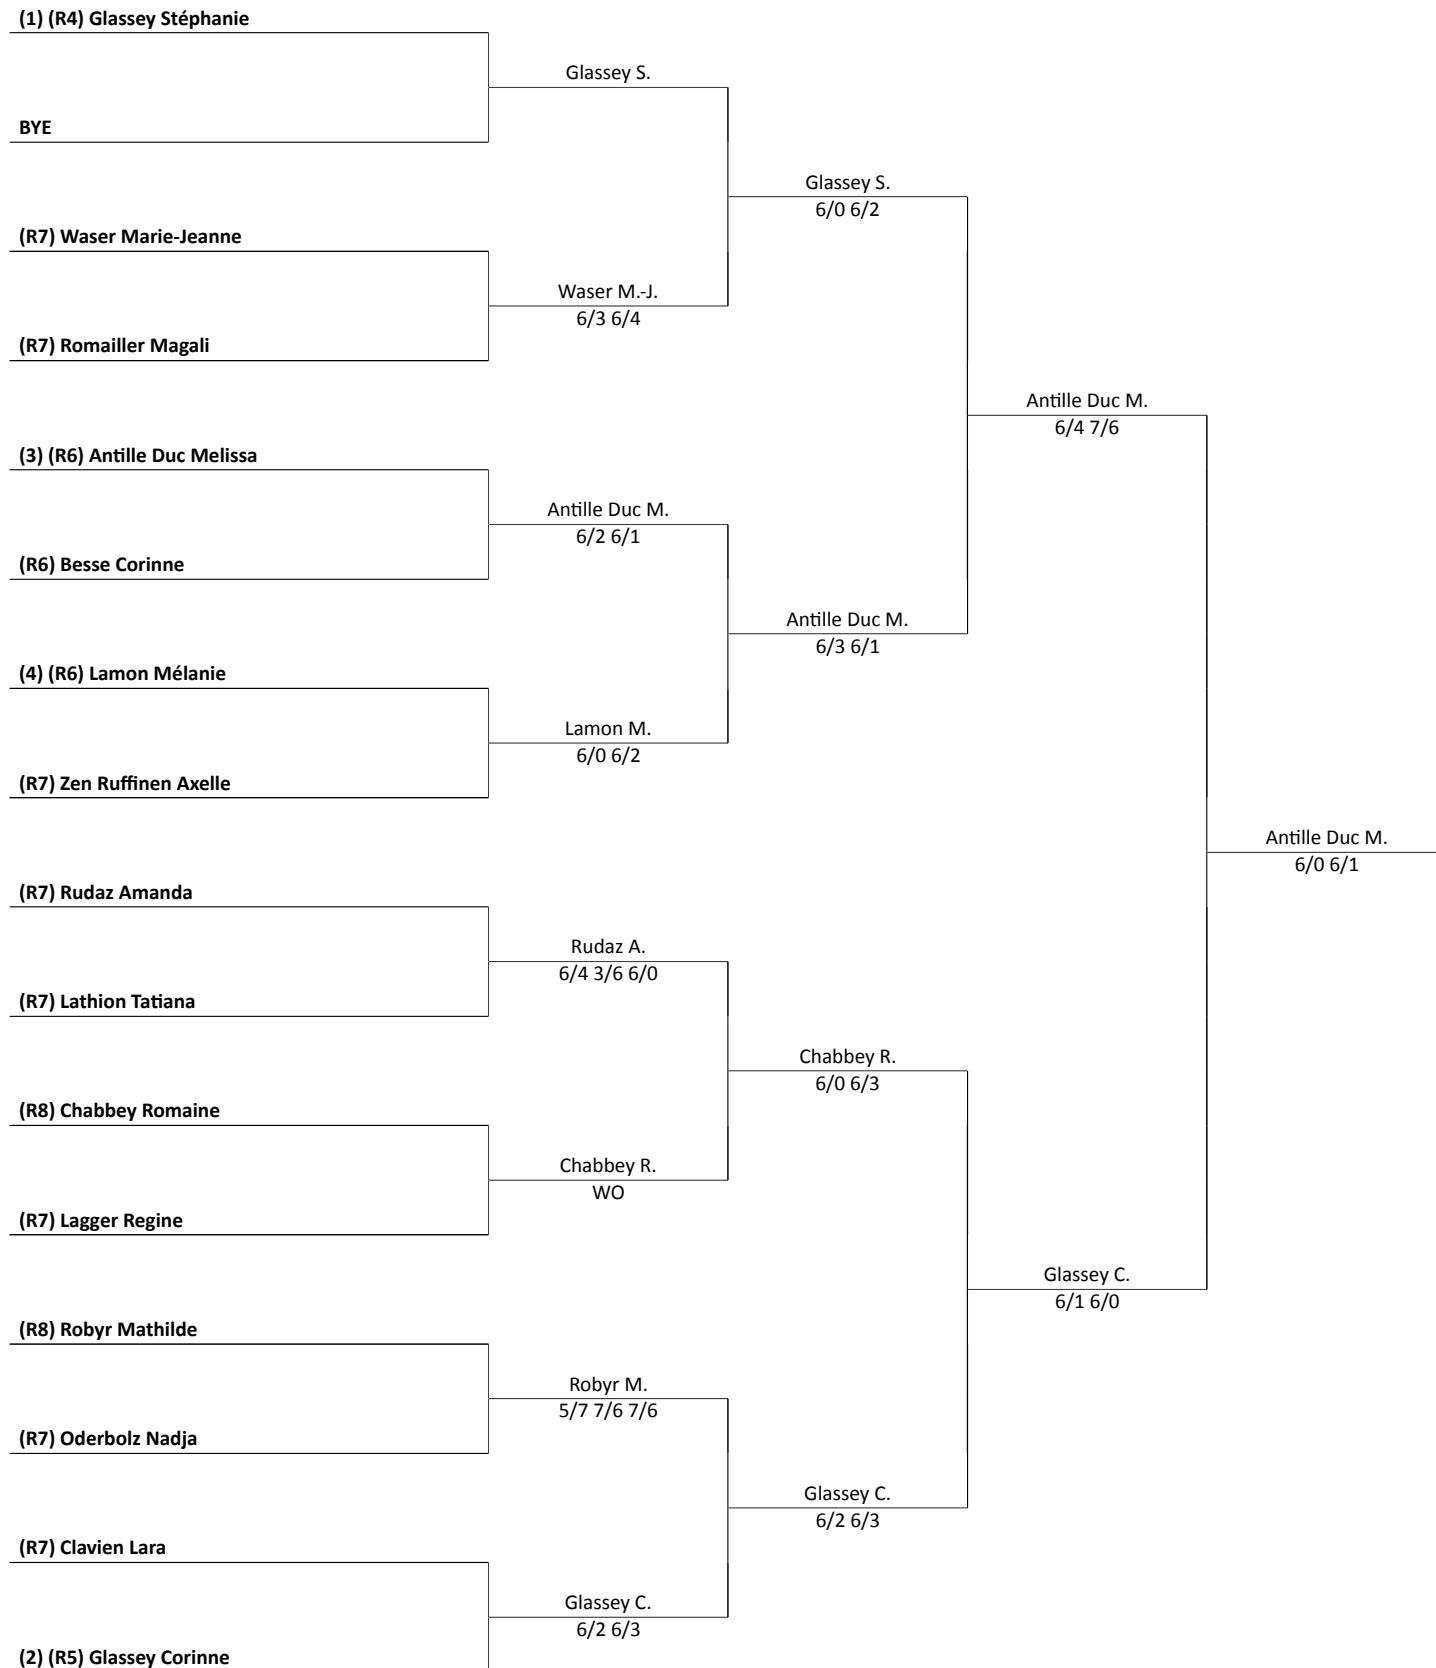 (1) (R4) Glassey Stéphanie
Glassey S.
BYE
Glassey S.
6/0 6/2
(R7) Waser Marie-Jeanne
Waser M.-J.
6/3 6/4
(R7) Romailler Magali
Antille Duc M.
6/4 7/6
(3) (R6) Antille Duc Melissa
Antille Duc M.
6/2 6/1
(R6) Besse Corinne
Antille Duc M.
6/3 6/1
(4) (R6) Lamon Mélanie
Lamon M.
6/0 6/2
(R7) Zen Ruffinen Axelle
Antille Duc M.
6/0 6/1
(R7) Rudaz Amanda
Rudaz A.
6/4 3/6 6/0
(R7) Lathion Tatiana
Chabbey R.
6/0 6/3
(R8) Chabbey Romaine
Chabbey R.
WO
(R7) Lagger Regine
Glassey C.
6/1 6/0
(R8) Robyr Mathilde
Robyr M.
5/7 7/6 7/6
(R7) Oderbolz Nadja
Glassey C.
6/2 6/3
(R7) Clavien Lara
Glassey C.
6/2 6/3
(2) (R5) Glassey Corinne